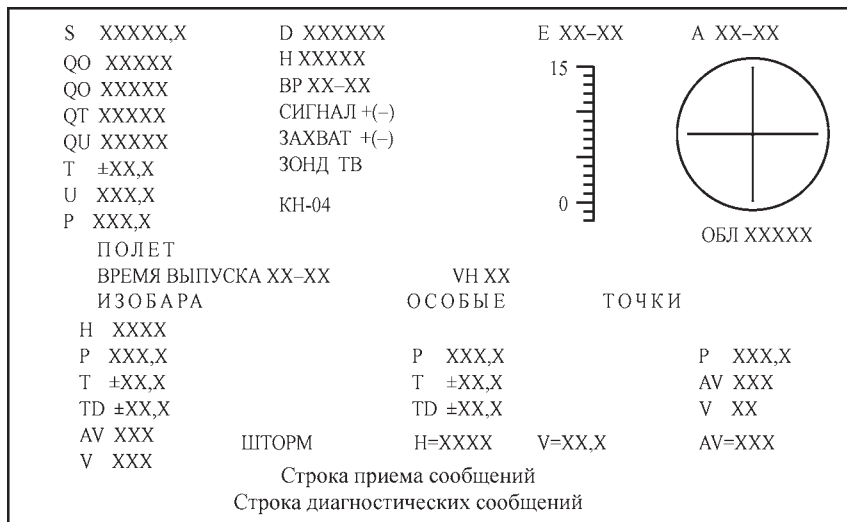 S XXXXX,X D XXXXXX E XX–XX A XX–XX
QO XXXXX H XXXXX 15
QO XXXXX ВР XX–XX
QT XXXXX СИГНАЛ +(–)
QU XXXXX ЗАХВАТ +(–)
T ±XX,X ЗОНД ТВ
U XXX,X КН-04 0
P XXX,X
ОБЛ XXXXX
ПОЛЕТ
ВРЕМЯ ВЫПУСКА XX–XX VH XX
ИЗОБАРА ОСОБЫЕ ТОЧКИ
H XXXX
P XXX,X P XXX,X P XXX,X
T ±XX,X T ±XX,X AV XXX
TD ±XX,X TD ±XX,X V XX
AV XXX ШТОРМ H=XXXX V=XX,X AV=XXX
V XXX
Строка приема сообщений
Строка диагностических сообщений